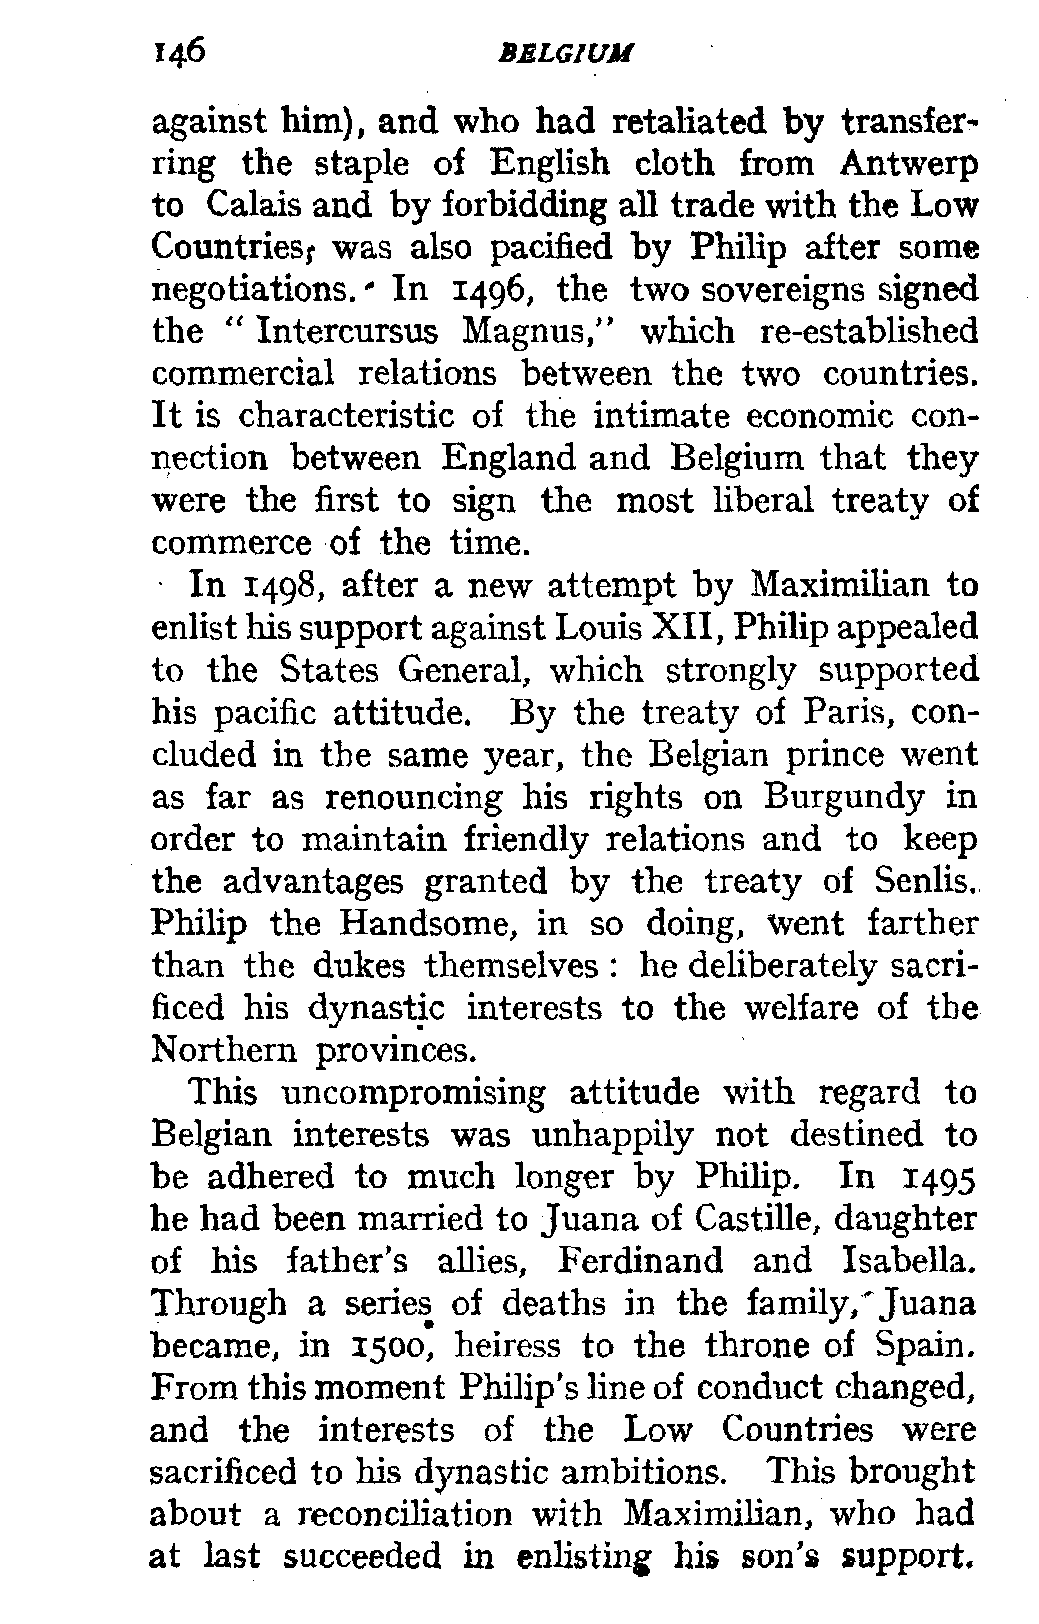 146 BELGIUM
against him), and who had retaliated by transfer-
ring the staple of English cloth from Antwerp
to Calais and by forbidding all trade with the Low
Countries, was also pacified by Philip after some
negotiations. In 1496, the two sovereigns signed
the " Intercursus Magnus," which re-established
commercial relations between the two countries.
It is characteristic of the intimate economic con-
nection between England and Belgium that they
were the first to sign the most liberal treaty of
commerce of the time.
In 1498, after a new attempt by Maximilian to
enlist his support against Louis XII, Philip appealed
to the States General, which strongly supported
his pacific attitude. By the treaty of Paris, con-
cluded in the same year, the Belgian prince went
as far as renouncing his rights on Burgundy in
order to maintain friendly relations and to keep
the advantages granted by the treaty of Senlis.
Philip the Handsome, in so doing, went farther
than the dukes themselves : he deliberately sacri-
ficed his dynastic interests to the welfare of the
Northern provinces.
This uncompromising attitude with regard to
Belgian interests was unhappily not destined to
be adhered to much longer by Philip. In 1495
he had been married to Juana of Castille, daughter
of his father's allies, Ferdinand and Isabella.
Through a series of deaths in the family, Juana
became, in 1500, heiress to the throne of Spain.
From this moment Philip's line of conduct changed,
and the interests of the Low Countries were
sacrificed to his dynastic ambitions. This brought
about a reconciliation with Maximilian, who had
at last succeeded in enlisting his son's support.